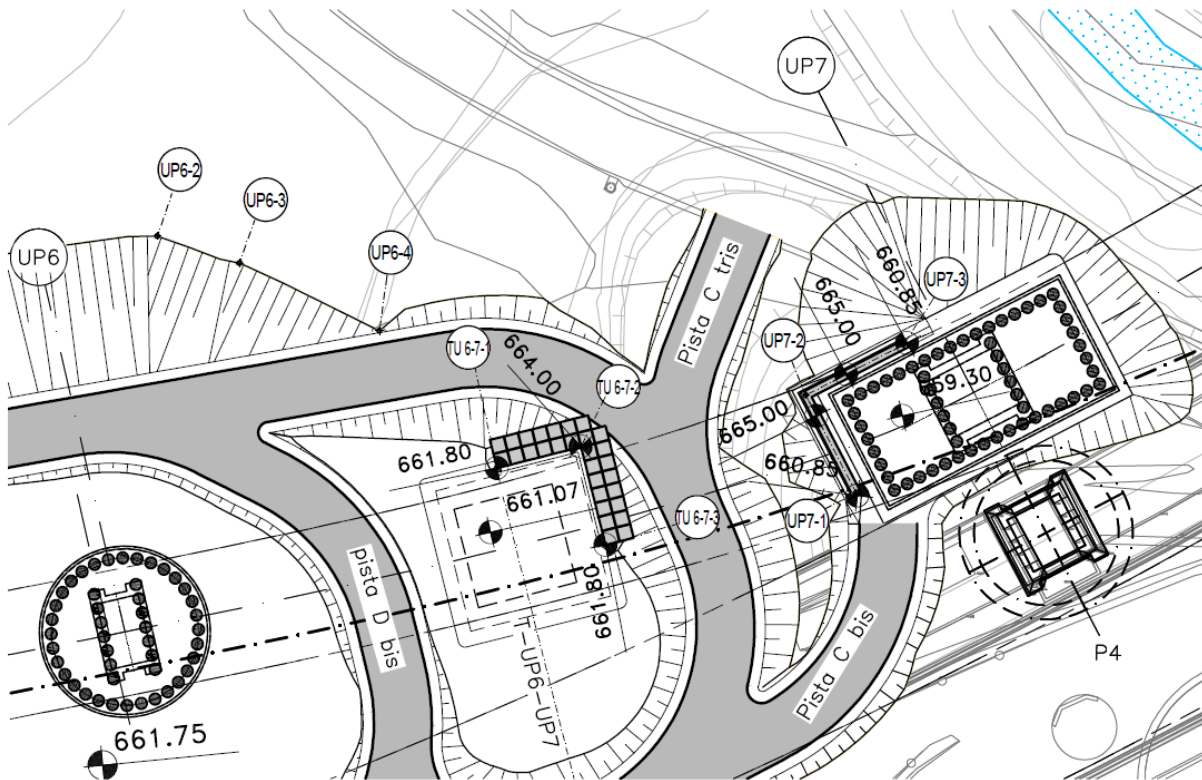 UP7
UP6-2
UP6-3
UP6
UP6-4
Pista C tris
660.85
UP7-3
665.00
UP7-2
TU 6-7-1
664.00
TU 6-7-2
659.30
665.00
661.80
660.85
661.07
TU 6-7-3
UP7-1
pista D bis
661.80
T-UP6-UP7
Pista C bis
P4
661.75